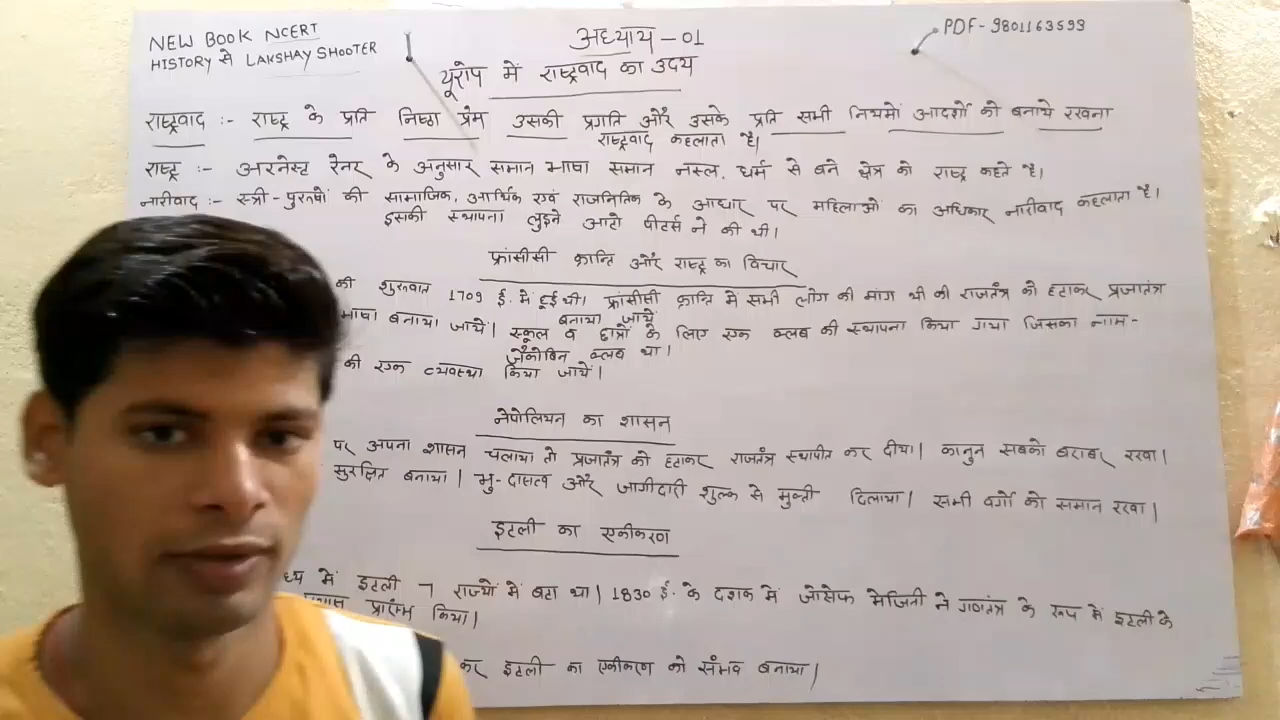 NEW BOOK NCERT
HISTORY से LAKSHAY SHOOTER
अध्याय - 01
PDF - 9801163599
यूरोप में राष्ट्रवाद का उदय
राष्ट्रवाद :- राष्ट्र के प्रति निष्ठा प्रेम उसकी प्रगति और उसके प्रति सभी नियमों आदर्शों को बनाये रखना
राष्ट्रवाद कहलाता है।
राष्ट्र :- अरनेस्ट रेनर के अनुसार समान भाषा समान नस्ल, धर्म से बने क्षेत्र को राष्ट्र कहते है।
नारीवाद :- स्त्री - पुरुषों की सामाजिक, आर्थिक एवं राजनितिक के आधार पर महिलाओं का अधिकार नारीवाद कहलाता है।
इसकी स्थापना लुइते आटो पीटर्स ने की थी।
फ्रांसीसी क्रान्ति और राष्ट्र का विचार
की शुरुवात 1709 ई. में हुई थी। फ्रांसीसी क्रान्ति में सभी लोग की मांग थी की राजतंत्र को हटाकर प्रजातंत्र
बनाया जाये
भाषा बनाया जाये। स्कूल व छात्रों के लिए एक क्लब की स्थापना किया गया जिसका नाम -
जैकोबिन क्लब था।
की एक व्यवस्था किया जाये।
नेपोलियन का शासन
पर अपना शासन चलाया तो प्रजातंत्र को हटाकर राजतंत्र स्थापीत कर दीया। कानुन सबको बराबर रखा।
सुरक्षित बनाया। भु - दासत्व और जागीदारी शुल्क से मुक्ती दिलाया। सभी वर्गो को समान रखा।
इटली का एकीकरण
ध्य में इटली 7 राज्यों में बटा था। 1830 ई. के दशक में जोसेफ मेजिनी ने गणतंत्र के रूप में इटली के
प्रारंभ किया।
कर इटली का एकीकरण को संभव बनाया।